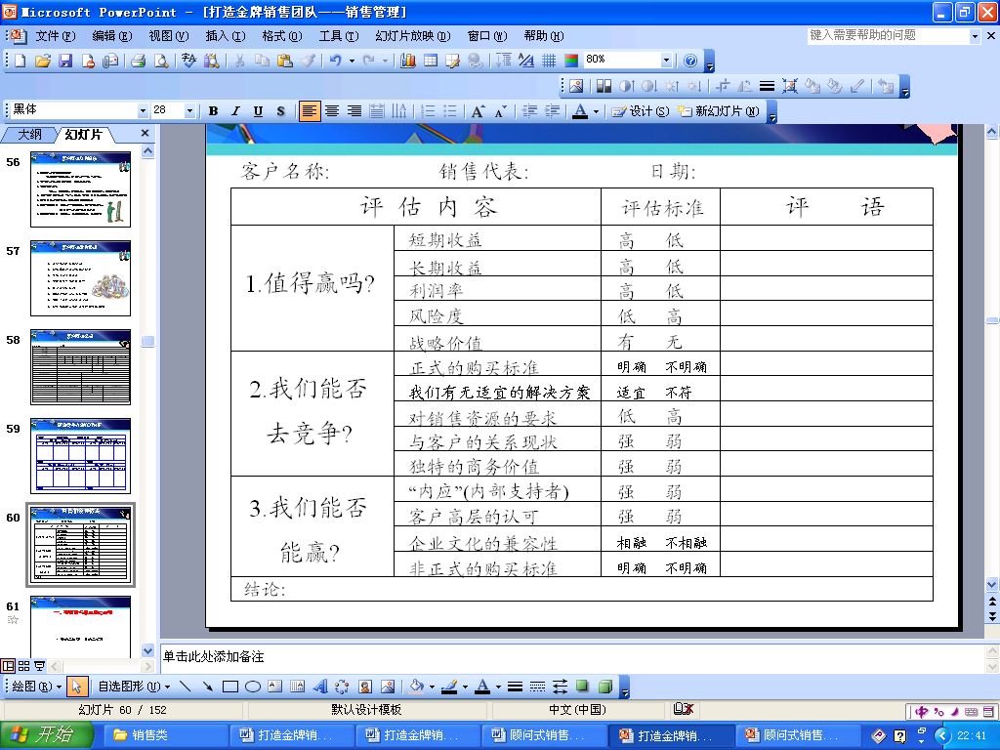 Microsoft PowerPoint - [打造金牌销售团队——销售管理]
文件(F) 编辑(E) 视图(V) 插入(I) 格式(O) 工具(T) 幻灯片放映(D) 窗口(W) 帮助(H) 键入需要帮助的问题
80%
黑体 28 B I U S A A A 设计(S) 新幻灯片(N)
大纲 幻灯片
56
57
58
59
60
61
客户名称: 销售代表: 日期:
评 估 内 容 评估标准 评 语
1.值得赢吗?
短期收益 高 低
长期收益 高 低
利润率 高 低
风险度 低 高
战略价值 有 无
2.我们能否
去竞争?
正式的购买标准 明确 不明确
我们有无适宜的解决方案 适宜 不符
对销售资源的要求 低 高
与客户的关系现状 强 弱
独特的商务价值 强 弱
3.我们能否
能赢?
“内应”(内部支持者) 强 弱
客户高层的认可 强 弱
企业文化的兼容性 相融 不相融
非正式的购买标准 明确 不明确
结论:
单击此处添加备注
绘图(R) 自选图形(U) A
幻灯片 60 / 152 默认设计模板 中文(中国)
中
开始 销售类 打造金牌销... 打造金牌销... 顾问式销售... 打造金牌销... 顾问式销售... 22:41